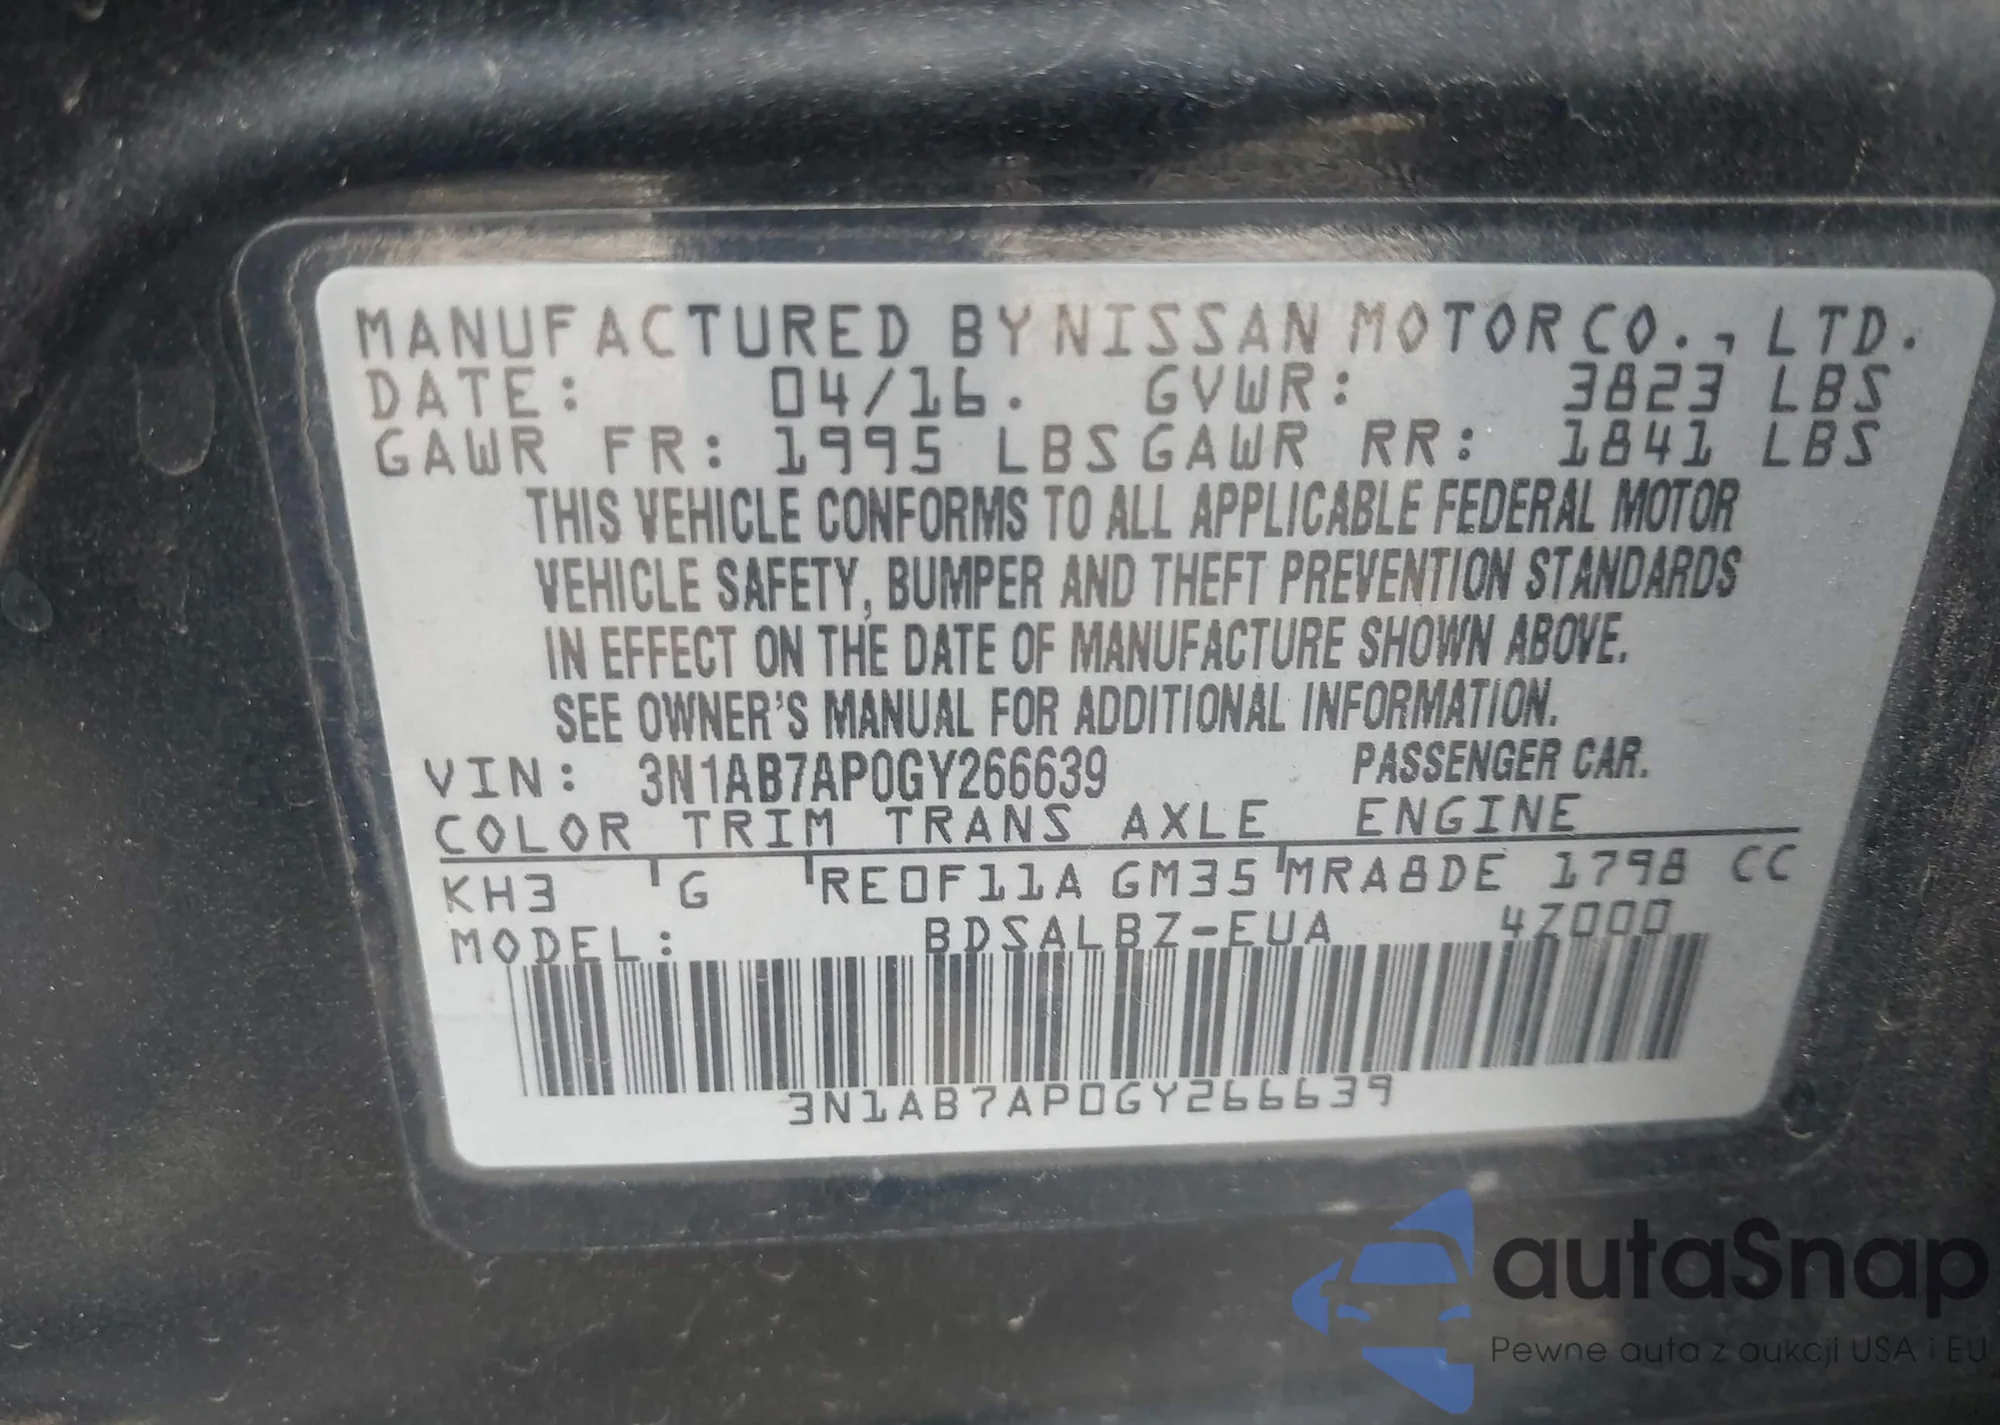 MANUFACTURED BY NISSAN MOTOR CO., LTD.
DATE: 04/16. GVWR: 3823 LBS
GAWR FR: 1995 LBS GAWR RR: 1841 LBS
THIS VEHICLE CONFORMS TO ALL APPLICABLE FEDERAL MOTOR
VEHICLE SAFETY, BUMPER AND THEFT PREVENTION STANDARDS
IN EFFECT ON THE DATE OF MANUFACTURE SHOWN ABOVE.
SEE OWNER'S MANUAL FOR ADDITIONAL INFORMATION.
VIN: 3N1AB7AP0GY266639 PASSENGER CAR.
COLOR TRIM TRANS AXLE ENGINE
KH3 G RE0F11A GM35 MRA8DE 1798 CC
MODEL: BDSALBZ-EUA 4Z000
3N1AB7AP0GY266639
autaSnap
Pewne auta z aukcji USA i EU